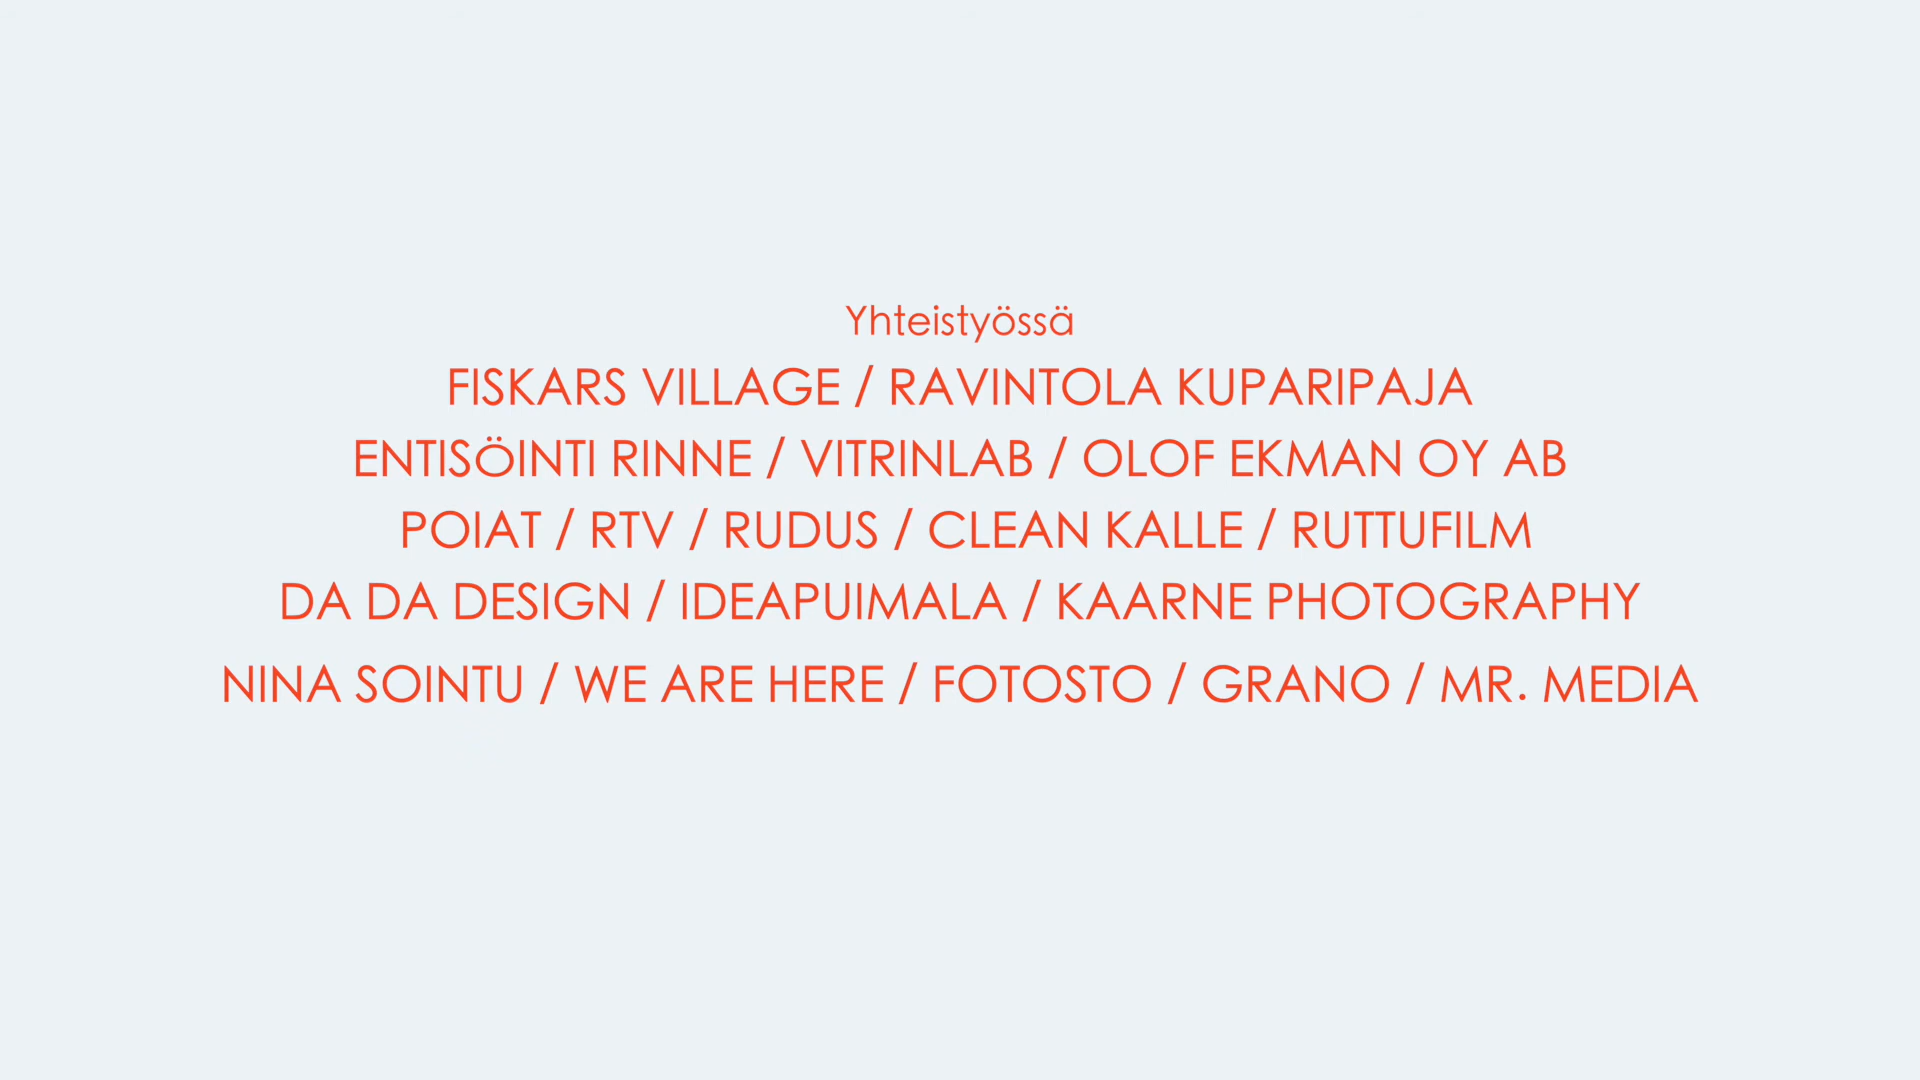 Yhteistyössä
FISKARS VILLAGE / RAVINTOLA KUPARIPAJA
ENTISÖINTI RINNE / VITRINLAB / OLOF EKMAN OY AB
POIAT / RTV / RUDUS / CLEAN KALLE / RUTTUFILM
DA DA DESIGN / IDEAPUIMALA / KAARNE PHOTOGRAPHY
NINA SOINTU / WE ARE HERE / FOTOSTO / GRANO / MR. MEDIA